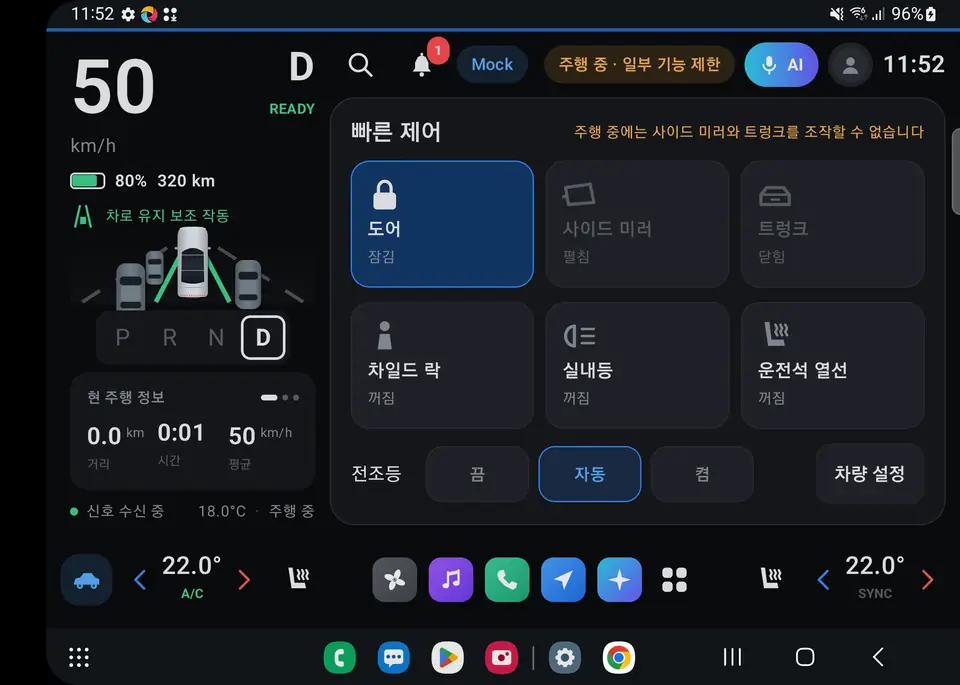 11:52
96%
50
D
READY
km/h
80% 320 km
차로 유지 보조 작동
P R N D
현 주행 정보
0.0 km 0:01 50 km/h
거리 시간 평균
신호 수신 중 18.0°C · 주행 중
1
Mock
주행 중 · 일부 기능 제한
AI
11:52
빠른 제어
주행 중에는 사이드 미러와 트렁크를 조작할 수 없습니다
도어
잠김
사이드 미러
펼침
트렁크
닫힘
차일드 락
꺼짐
실내등
꺼짐
운전석 열선
꺼짐
전조등 끔 자동 켬 차량 설정
22.0°
A/C
22.0°
SYNC